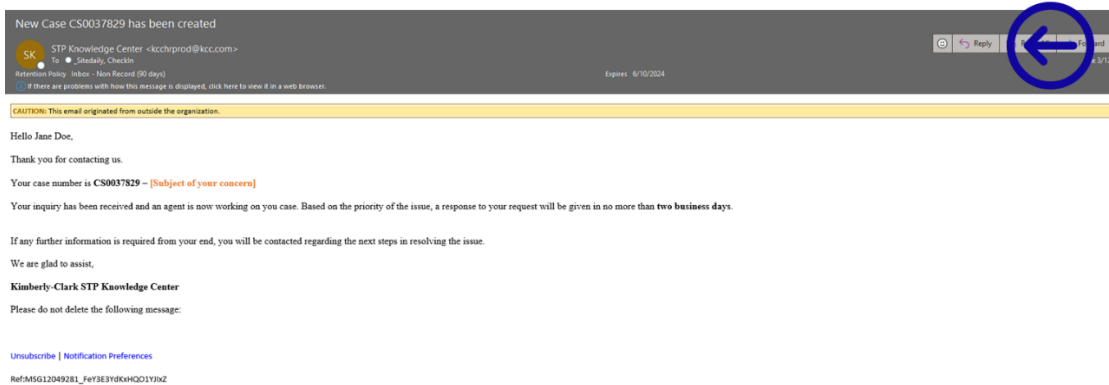 New Case CS0037829 has been created
SK
STP Knowledge Center <kcchrprod@kcc.com>
To _Sitedaily, Checkin
Reply
Forward
Retention Policy Inbox - Non Record (90 days)
Expires 6/10/2024
If there are problems with how this message is displayed, click here to view it in a web browser.
CAUTION: This email originated from outside the organization.
Hello Jane Doe,
Thank you for contacting us.
Your case number is CS0037829 – [Subject of your concern]
Your inquiry has been received and an agent is now working on you case. Based on the priority of the issue, a response to your request will be given in no more than two business days.
If any further information is required from your end, you will be contacted regarding the next steps in resolving the issue.
We are glad to assist,
Kimberly-Clark STP Knowledge Center
Please do not delete the following message:
Unsubscribe | Notification Preferences
Ref:MSG12049281_FeY3E3YdKxHQO1YJIxZ